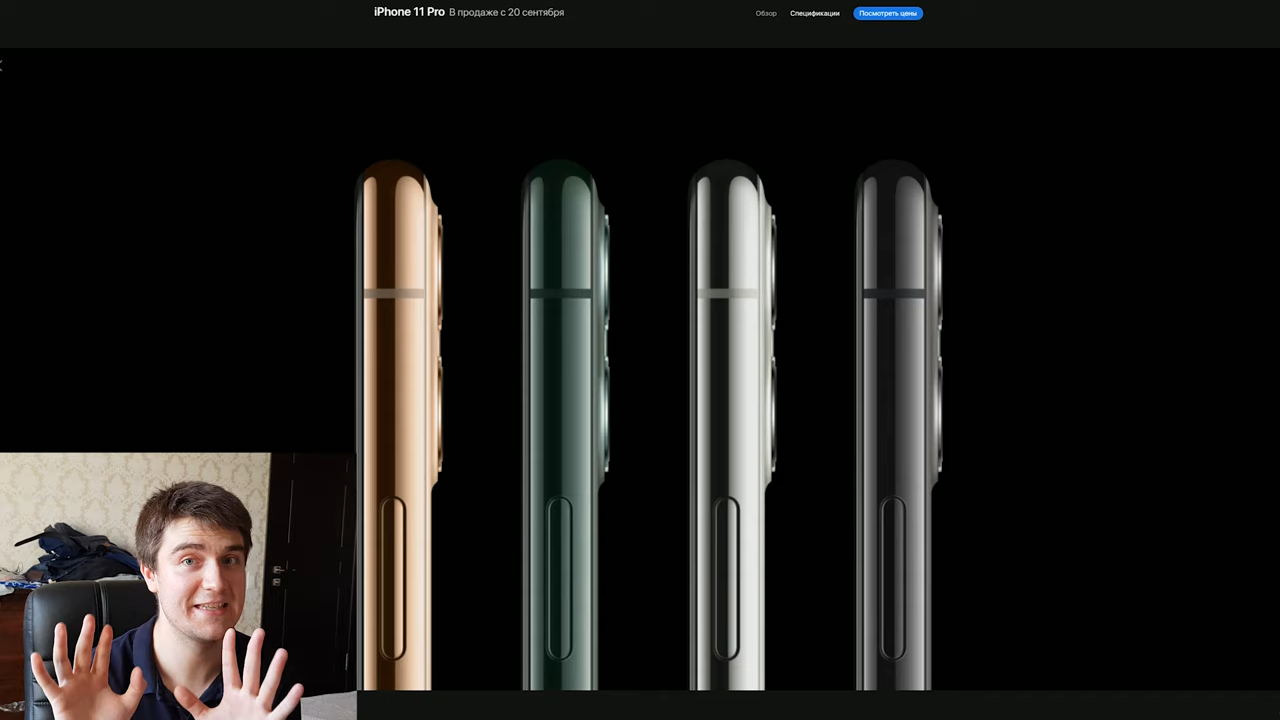 iPhone 11 Pro В продаже с 20 сентября
Обзор Спецификации Посмотреть цены